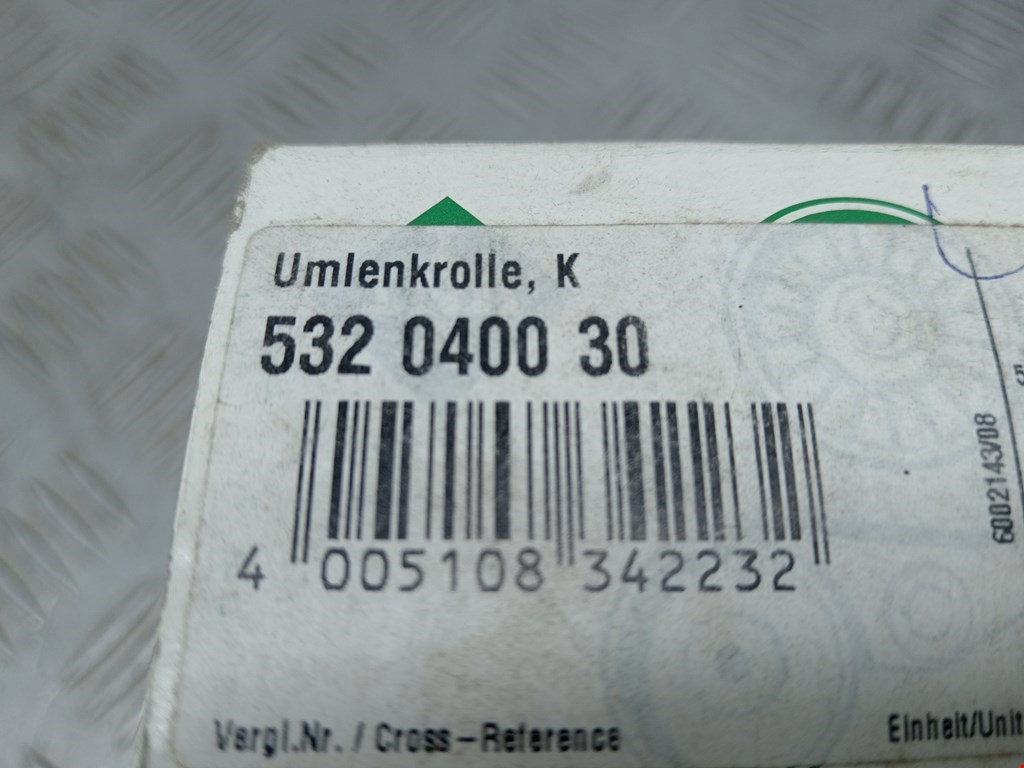 Umlenkrolle, K
532 0400 30
4 005108 342232
6002143/08
Vergl.Nr. / Cross-Reference
Einheit/Unit